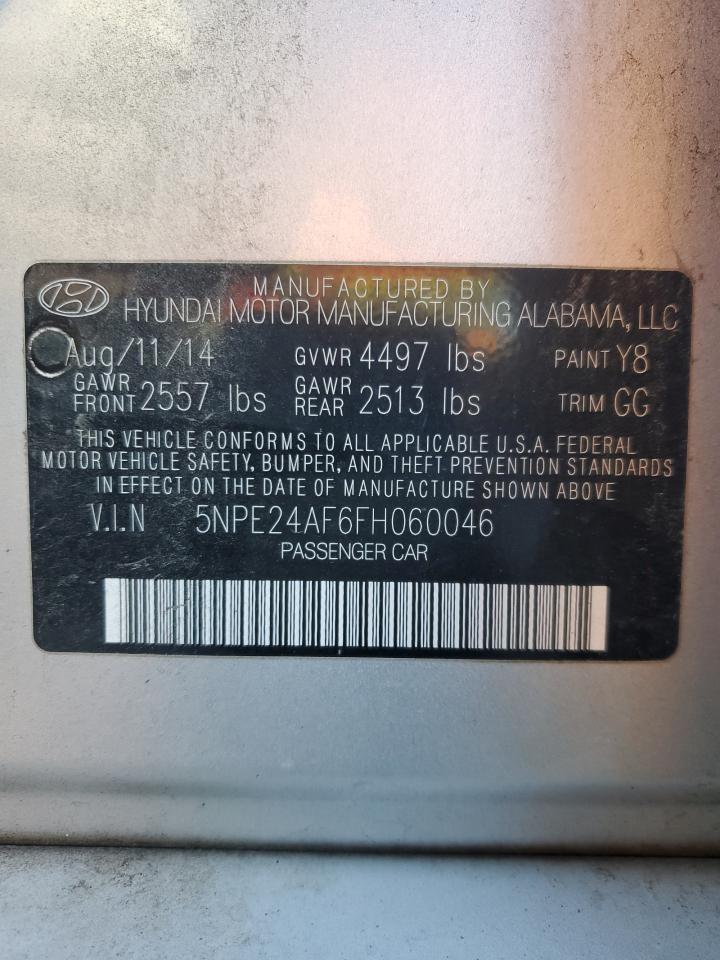 MANUFACTURED BY
HYUNDAI MOTOR MANUFACTURING ALABAMA, LLC
Aug/11/14 GVWR 4497 lbs PAINT Y8
GAWR FRONT 2557 lbs GAWR REAR 2513 lbs TRIM GG
THIS VEHICLE CONFORMS TO ALL APPLICABLE U.S.A. FEDERAL
MOTOR VEHICLE SAFETY, BUMPER, AND THEFT PREVENTION STANDARDS
IN EFFECT ON THE DATE OF MANUFACTURE SHOWN ABOVE
V.I.N 5NPE24AF6FH060046
PASSENGER CAR